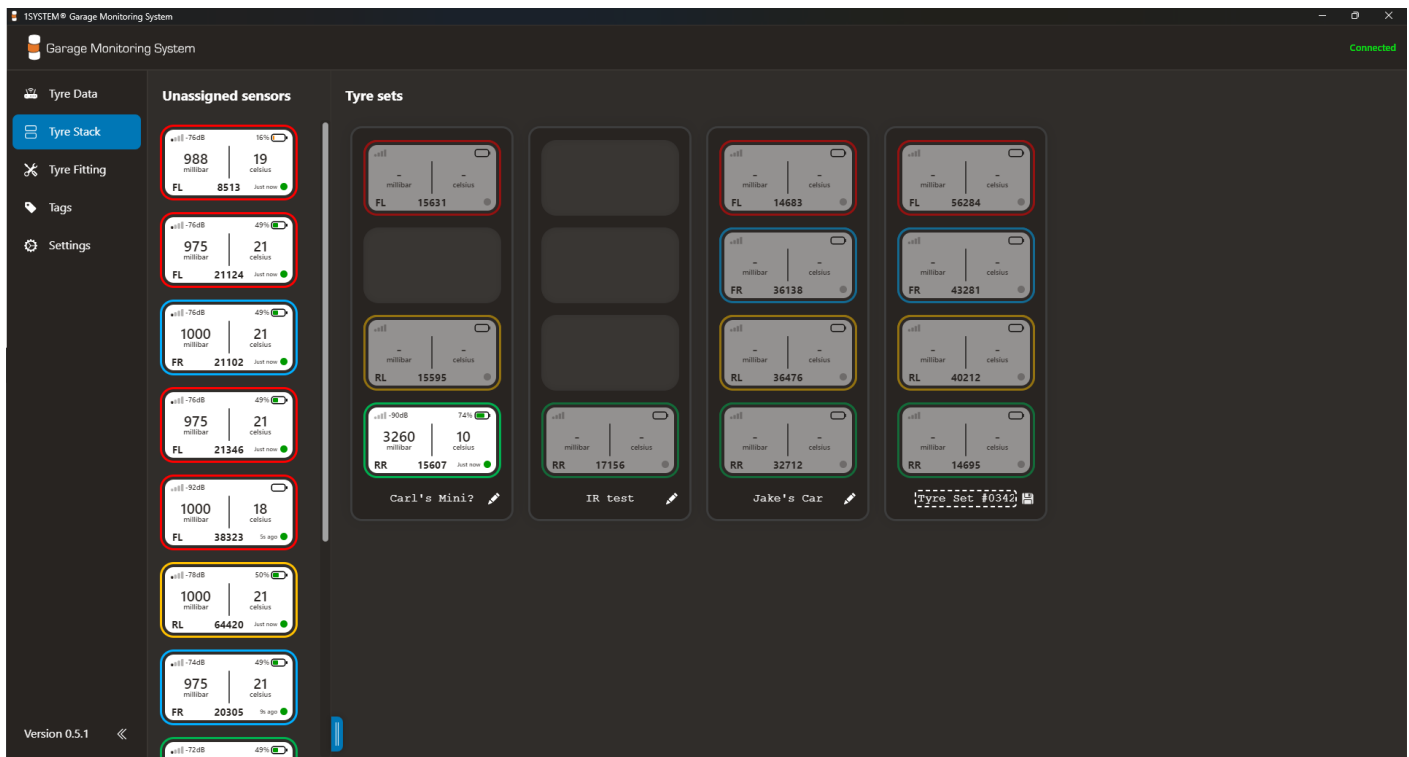 1SYSTEM® Garage Monitoring System
Garage Monitoring System
Connected
Tyre Data
Tyre Stack
Tyre Fitting
Tags
Settings
Version 0.5.1
Unassigned sensors
-76dB 16%
988 19
millibar celsius
FL 8513 Just now
-76dB 49%
975 21
millibar celsius
FL 21124 Just now
-76dB 49%
1000 21
millibar celsius
FR 21102 Just now
-76dB 49%
975 21
millibar celsius
FL 21346 Just now
-92dB
1000 18
millibar celsius
FL 38323 5s ago
-78dB 50%
1000 21
millibar celsius
RL 64420 Just now
-74dB 49%
975 21
millibar celsius
FR 20305 9s ago
-72dB 49%
Tyre sets
- -
millibar celsius
FL 15631
- -
millibar celsius
RL 15595
-90dB 74%
3260 10
millibar celsius
RR 15607 Just now
Carl's Mini?
- -
millibar celsius
RR 17156
IR test
- -
millibar celsius
FL 14683
- -
millibar celsius
FR 36138
- -
millibar celsius
RL 36476
- -
millibar celsius
RR 32712
Jake's Car
- -
millibar celsius
FL 56284
- -
millibar celsius
FR 43281
- -
millibar celsius
RL 40212
- -
millibar celsius
RR 14695
Tyre Set #0342